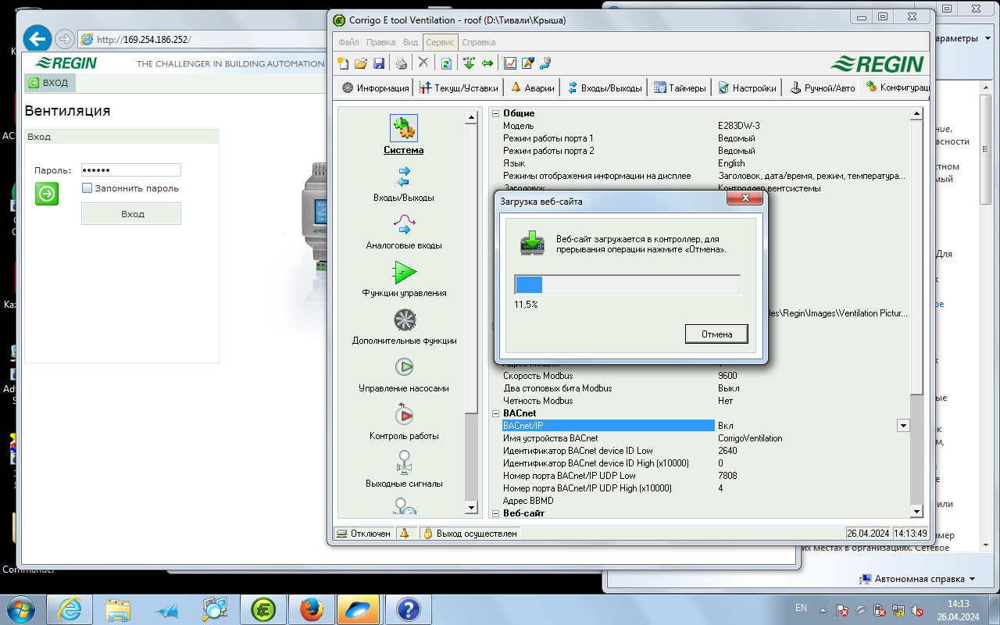 Corrigo E tool Ventilation - roof (D:\Тивали\Крыша)
http://169.254.186.252/
Файл Правка Вид Сервис Справка
REGIN THE CHALLENGER IN BUILDING AUTOMATION
REGIN
ВХОД
Информация Текущ/Уставки Аварии Входы/Выходы Таймеры Настройки Ручной/Авто Конфигурац
Вентиляция
Вход
Пароль: ••••••
Запомнить пароль
Вход
Система
Входы/Выходы
Аналоговые входы
Функции управления
Дополнительные функции
Управление насосами
Контроль работы
Выходные сигналы
Общие
Модель E283DW-3
Режим работы порта 1 Ведомый
Режим работы порта 2 Ведомый
Язык English
Режимы отображения информации на дисплее Заголовок, дата/время, режим, температура...
Заголовок Контроллер вентсистемы
Загрузка веб-сайта
Веб-сайт загружается в контроллер, для
прерывания операции нажмите «Отмена».
11,5%
Отмена
les\Regin\Images\Ventilation Pictur...
Адрес Modbus
Скорость Modbus 9600
Два стоповых бита Modbus Выкл
Четность Modbus Нет
BACnet
BACnet/IP Вкл
Имя устройства BACnet CorrigoVentilation
Идентификатор BACnet device ID Low 2640
Идентификатор BACnet device ID High (x10000) 0
Номер порта BACnet/IP UDP Low 7808
Номер порта BACnet/IP UDP High (x10000) 4
Адрес BBMD
Веб-сайт
Отключен Выход осуществлен 26.04.2024 14:13:49
араметры
ние.
асности
стном
мый
Для
к
ое
к
ые
к
м,
е
или
мер
их местах в организациях. Сетевое
Автономная справка
K
AC
C
Каз
Adv
S
Commander
EN
14:13
26.04.2024